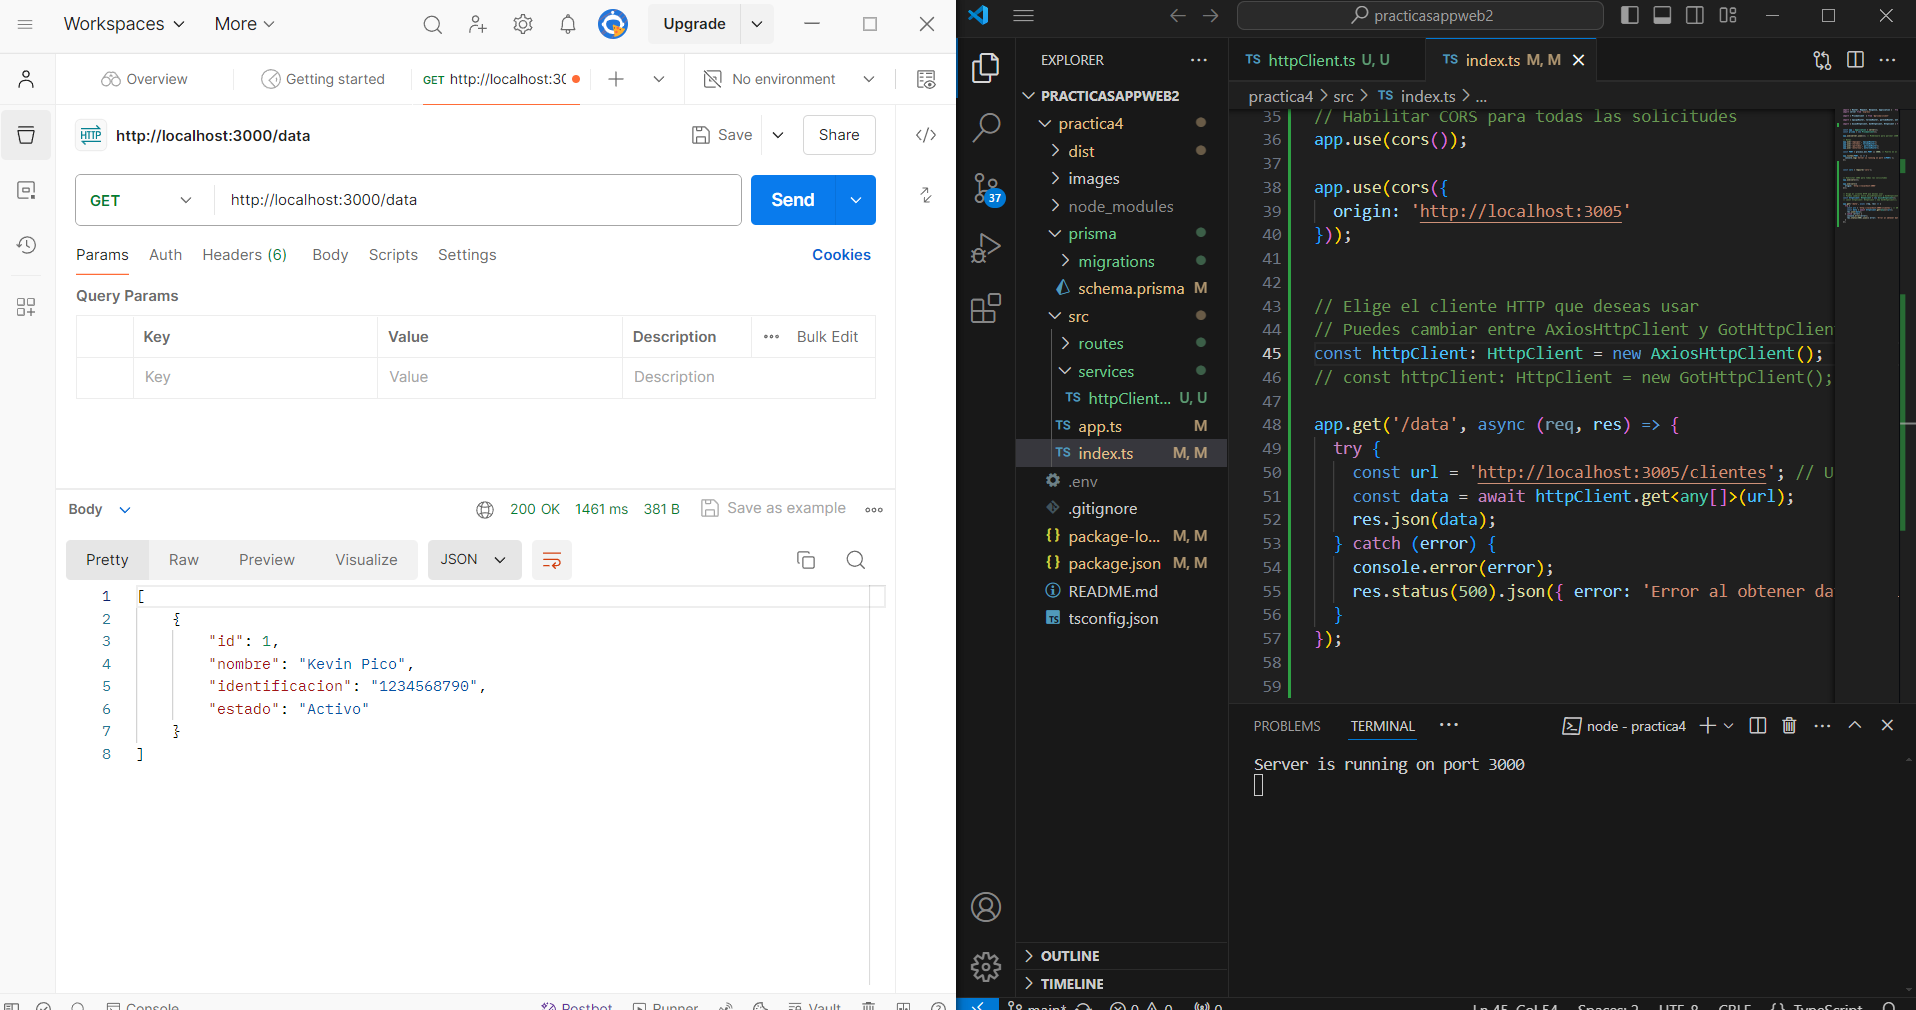 Workspaces
More
Upgrade
Overview
Getting started
GET http://localhost:30
No environment
HTTP
http://localhost:3000/data
Save
Share
GET
http://localhost:3000/data
Send
Params
Auth
Headers (6)
Body
Scripts
Settings
Cookies
Query Params
Key
Value
Description
Bulk Edit
Key
Value
Description
Body
200 OK
1461 ms
381 B
Save as example
Pretty
Raw
Preview
Visualize
JSON
1 [
2 {
3 "id": 1,
4 "nombre": "Kevin Pico",
5 "identificacion": "1234568790",
6 "estado": "Activo"
7 }
8 ]
Console
Postbot
Runner
Vault
practicasappweb2
37
EXPLORER
PRACTICASAPPWEB2
practica4
dist
images
node_modules
prisma
migrations
schema.prisma M
src
routes
services
TS httpClient... U, U
TS app.ts M
TS index.ts M, M
.env
.gitignore
{} package-lo... M, M
{} package.json M, M
README.md
TS tsconfig.json
OUTLINE
TIMELINE
TS httpClient.ts U, U
TS index.ts M, M
practica4 > src > TS index.ts > ...
35 // Habilitar CORS para todas las solicitudes
36 app.use(cors());
37
38 app.use(cors({
39 origin: 'http://localhost:3005'
40 }));
41
42
43 // Elige el cliente HTTP que deseas usar
44 // Puedes cambiar entre AxiosHttpClient y GotHttpClien
45 const httpClient: HttpClient = new AxiosHttpClient();
46 // const httpClient: HttpClient = new GotHttpClient();
47
48 app.get('/data', async (req, res) => {
49 try {
50 const url = 'http://localhost:3005/clientes'; // U
51 const data = await httpClient.get<any[]>(url);
52 res.json(data);
53 } catch (error) {
54 console.error(error);
55 res.status(500).json({ error: 'Error al obtener da
56 }
57 });
58
59
PROBLEMS
TERMINAL
node - practica4
Server is running on port 3000
main*
0
0
0
Ln 45, Col 54
Spaces: 2
UTF-8
CRLF
{} TypeScript